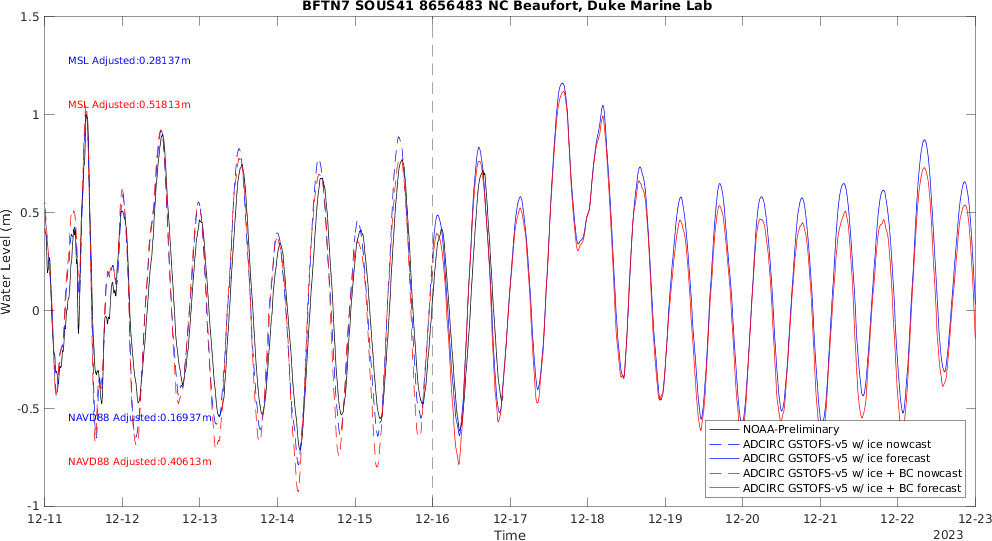 BFTN7 SOUS41 8656483 NC Beaufort, Duke Marine Lab
1.5
1
0.5
0
-0.5
-1
Water Level (m)
MSL Adjusted:0.28137m
MSL Adjusted:0.51813m
NAVD88 Adjusted:0.16937m
NAVD88 Adjusted:0.40613m
NOAA-Preliminary
ADCIRC GSTOFS-v5 w/ ice nowcast
ADCIRC GSTOFS-v5 w/ ice forecast
ADCIRC GSTOFS-v5 w/ ice + BC nowcast
ADCIRC GSTOFS-v5 w/ ice + BC forecast
12-11 12-12 12-13 12-14 12-15 12-16 12-17 12-18 12-19 12-20 12-21 12-22 12-23
Time
2023